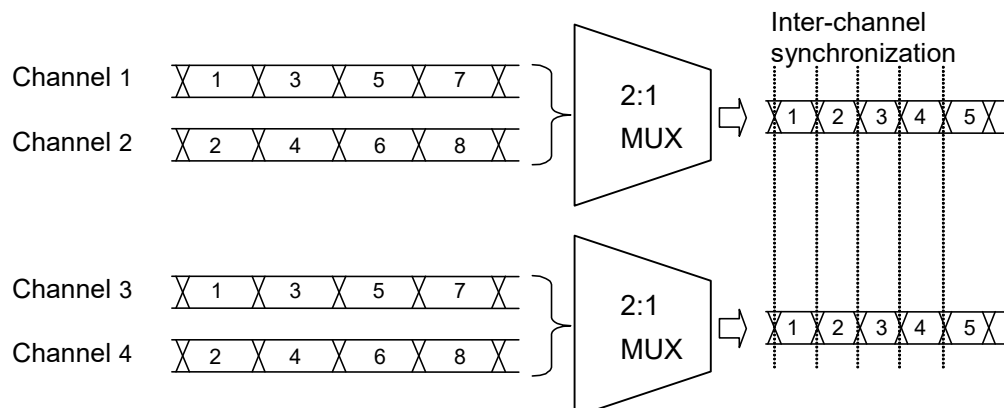 Inter-channel
synchronization
Channel 1
1 3 5 7
Channel 2
2 4 6 8
2:1
MUX
1 2 3 4 5
Channel 3
1 3 5 7
Channel 4
2 4 6 8
2:1
MUX
1 2 3 4 5